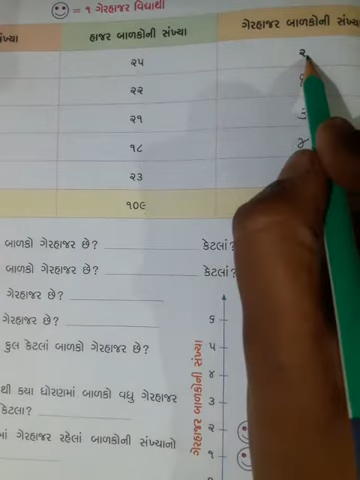 = ૧ ગેરહાજર વિદ્યાર્થી
સંખ્યા હાજર બાળકોની સંખ્યા ગેરહાજર બાળકોની સંખ્યા
૨૫ ૨
૨૨
૨૧
૧૮ ૪
૨૩
૧૦૯
બાળકો ગેરહાજર છે? કેટલાં?
બાળકો ગેરહાજર છે? કેટલાં?
ગેરહાજર છે?
ગેરહાજર છે?
કુલ કેટલાં બાળકો ગેરહાજર છે?
થી કયા ધોરણમાં બાળકો વધુ ગેરહાજર
કેટલા?
માં ગેરહાજર રહેલાં બાળકોની સંખ્યાનો
ગેરહાજર બાળકોની સંખ્યા
૬
૫
૪
૩
૨
૧